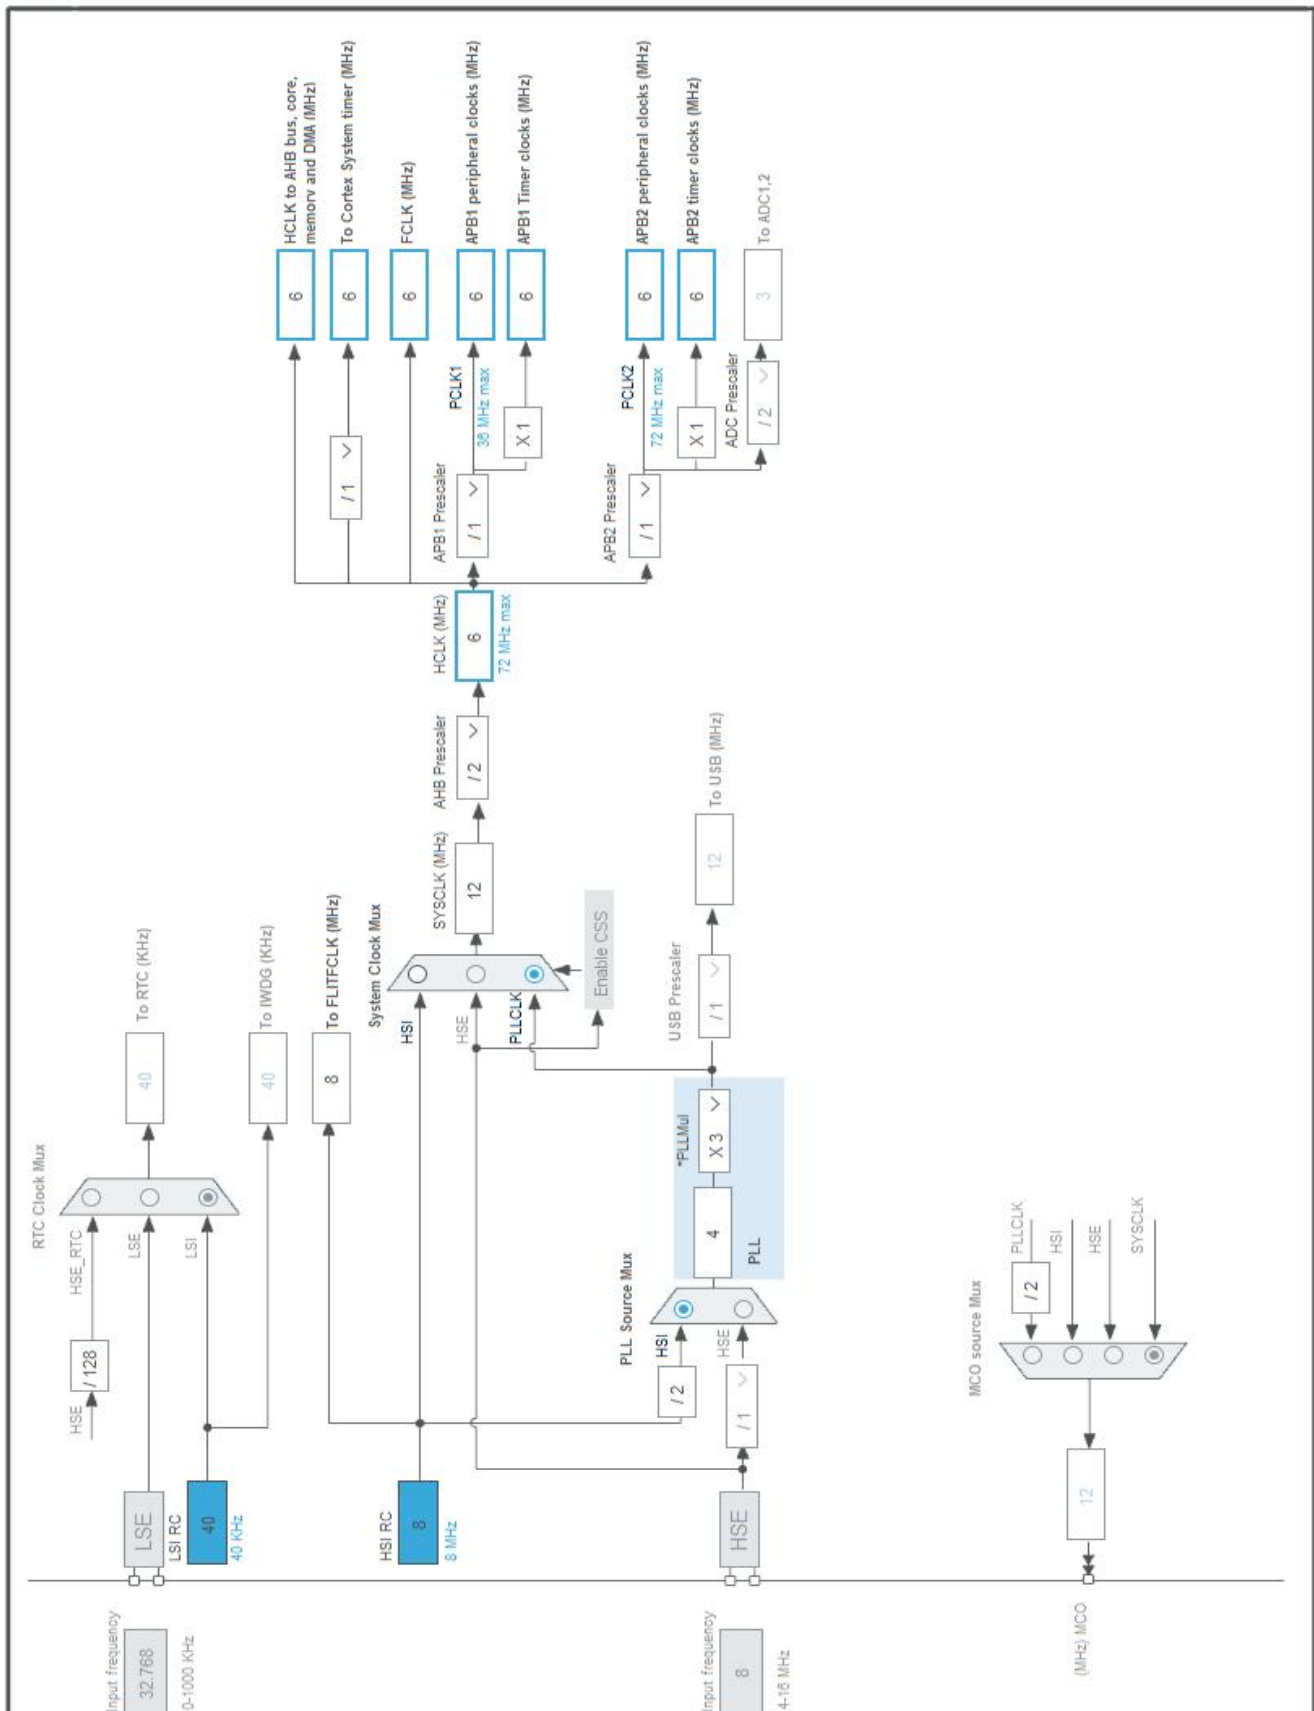 RTC Clock Mux
HSE
/ 128
HSE_RTC
LSE
LSI
To RTC (KHz)
40
Input frequency
32.768
0-1000 KHz
LSE
LSI RC
40
40 KHz
40
To IWDG (KHz)
8
To FLITFCLK (MHz)
HSI RC
8
8 MHz
System Clock Mux
HSI
HSE
PLLCLK
Enable CSS
SYSCLK (MHz)
12
AHB Prescaler
/ 2
HCLK (MHz)
6
72 MHz max
6
HCLK to AHB bus, core,
memory and DMA (MHz)
/ 1
6
To Cortex System timer (MHz)
6
FCLK (MHz)
APB1 Prescaler
/ 1
PCLK1
36 MHz max
6
APB1 peripheral clocks (MHz)
X 1
6
APB1 Timer clocks (MHz)
APB2 Prescaler
/ 1
PCLK2
72 MHz max
6
APB2 peripheral clocks (MHz)
X 1
6
APB2 timer clocks (MHz)
ADC Prescaler
/ 2
3
To ADC1,2
PLL Source Mux
/ 2
HSI
HSE
/ 1
4
*PLLMul
X 3
PLL
USB Prescaler
/ 1
12
To USB (MHz)
Input frequency
8
4-16 MHz
HSE
MCO source Mux
/ 2
PLLCLK
HSI
HSE
SYSCLK
12
(MHz) MCO